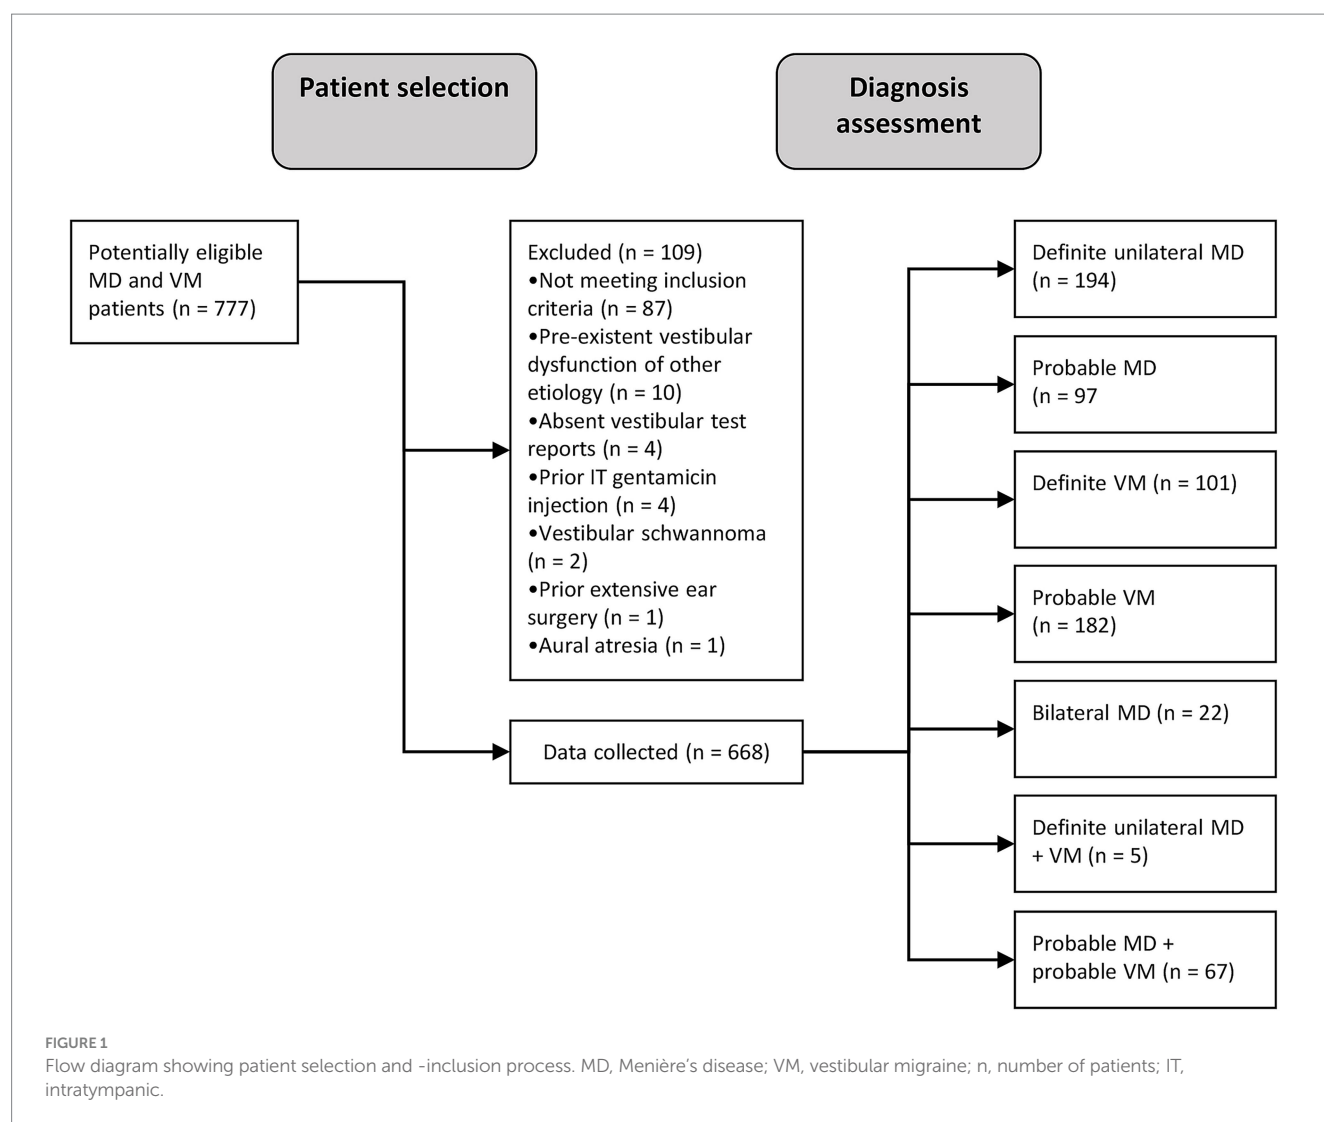 Patient selection
Diagnosis
assessment
Potentially eligible
MD and VM
patients (n = 777)
Excluded (n = 109)
•Not meeting inclusion
criteria (n = 87)
•Pre-existent vestibular
dysfunction of other
etiology (n = 10)
•Absent vestibular test
reports (n = 4)
•Prior IT gentamicin
injection (n = 4)
•Vestibular schwannoma
(n = 2)
•Prior extensive ear
surgery (n = 1)
•Aural atresia (n = 1)
Data collected (n = 668)
Definite unilateral MD
(n = 194)
Probable MD
(n = 97
Definite VM (n = 101)
Probable VM
(n = 182)
Bilateral MD (n = 22)
Definite unilateral MD
+ VM (n = 5)
Probable MD +
probable VM (n = 67)
FIGURE 1
Flow diagram showing patient selection and -inclusion process. MD, Menière's disease; VM, vestibular migraine; n, number of patients; IT,
intratympanic.